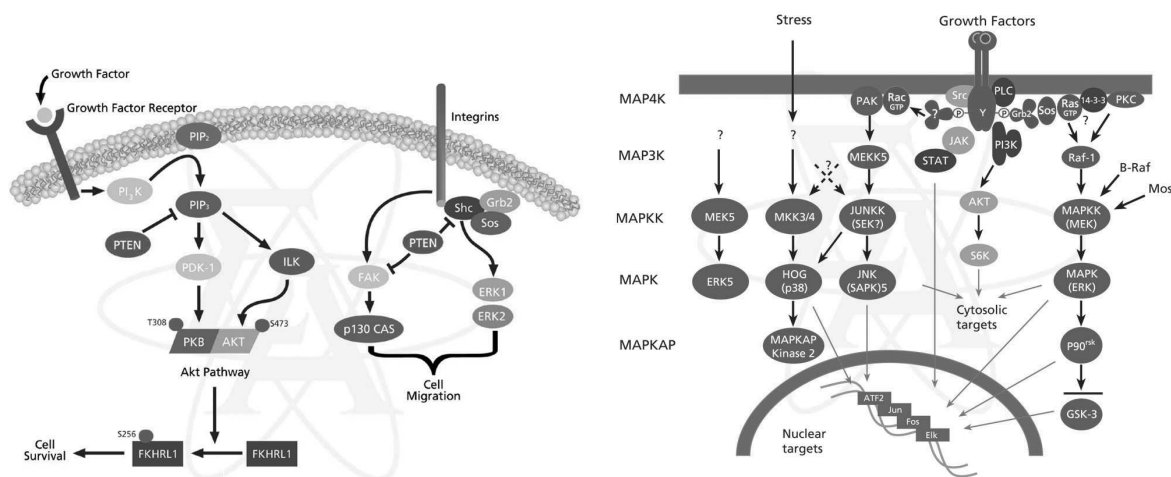 Growth Factor
Growth Factor Receptor
PIP2
Integrins
PI3K
PIP3
PTEN
PDK-1
ILK
Shc
Grb2
Sos
PTEN
FAK
ERK1
ERK2
T308
S473
PKB
AKT
p130 CAS
Akt Pathway
Cell
Migration
S256
Cell
Survival
FKHRL1
FKHRL1
Stress
Growth Factors
MAP4K
PAK
Rac
GTP
Src
PLC
?
P
Y
P
Grb2
Sos
Ras
GTP
14-3-3
PKC
?
?
?
JAK
MAP3K
?
MEKK5
STAT
PI3K
Raf-1
B-Raf
Mos
MAPKK
MEK5
MKK3/4
JUNKK
(SEK?)
AKT
MAPKK
(MEK)
S6K
MAPK
ERK5
HOG
(p38)
JNK
(SAPK)5
MAPK
(ERK)
Cytosolic
targets
MAPKAP
MAPKAP
Kinase 2
P90rsk
ATF2
Jun
Fos
Elk
GSK-3
Nuclear
targets